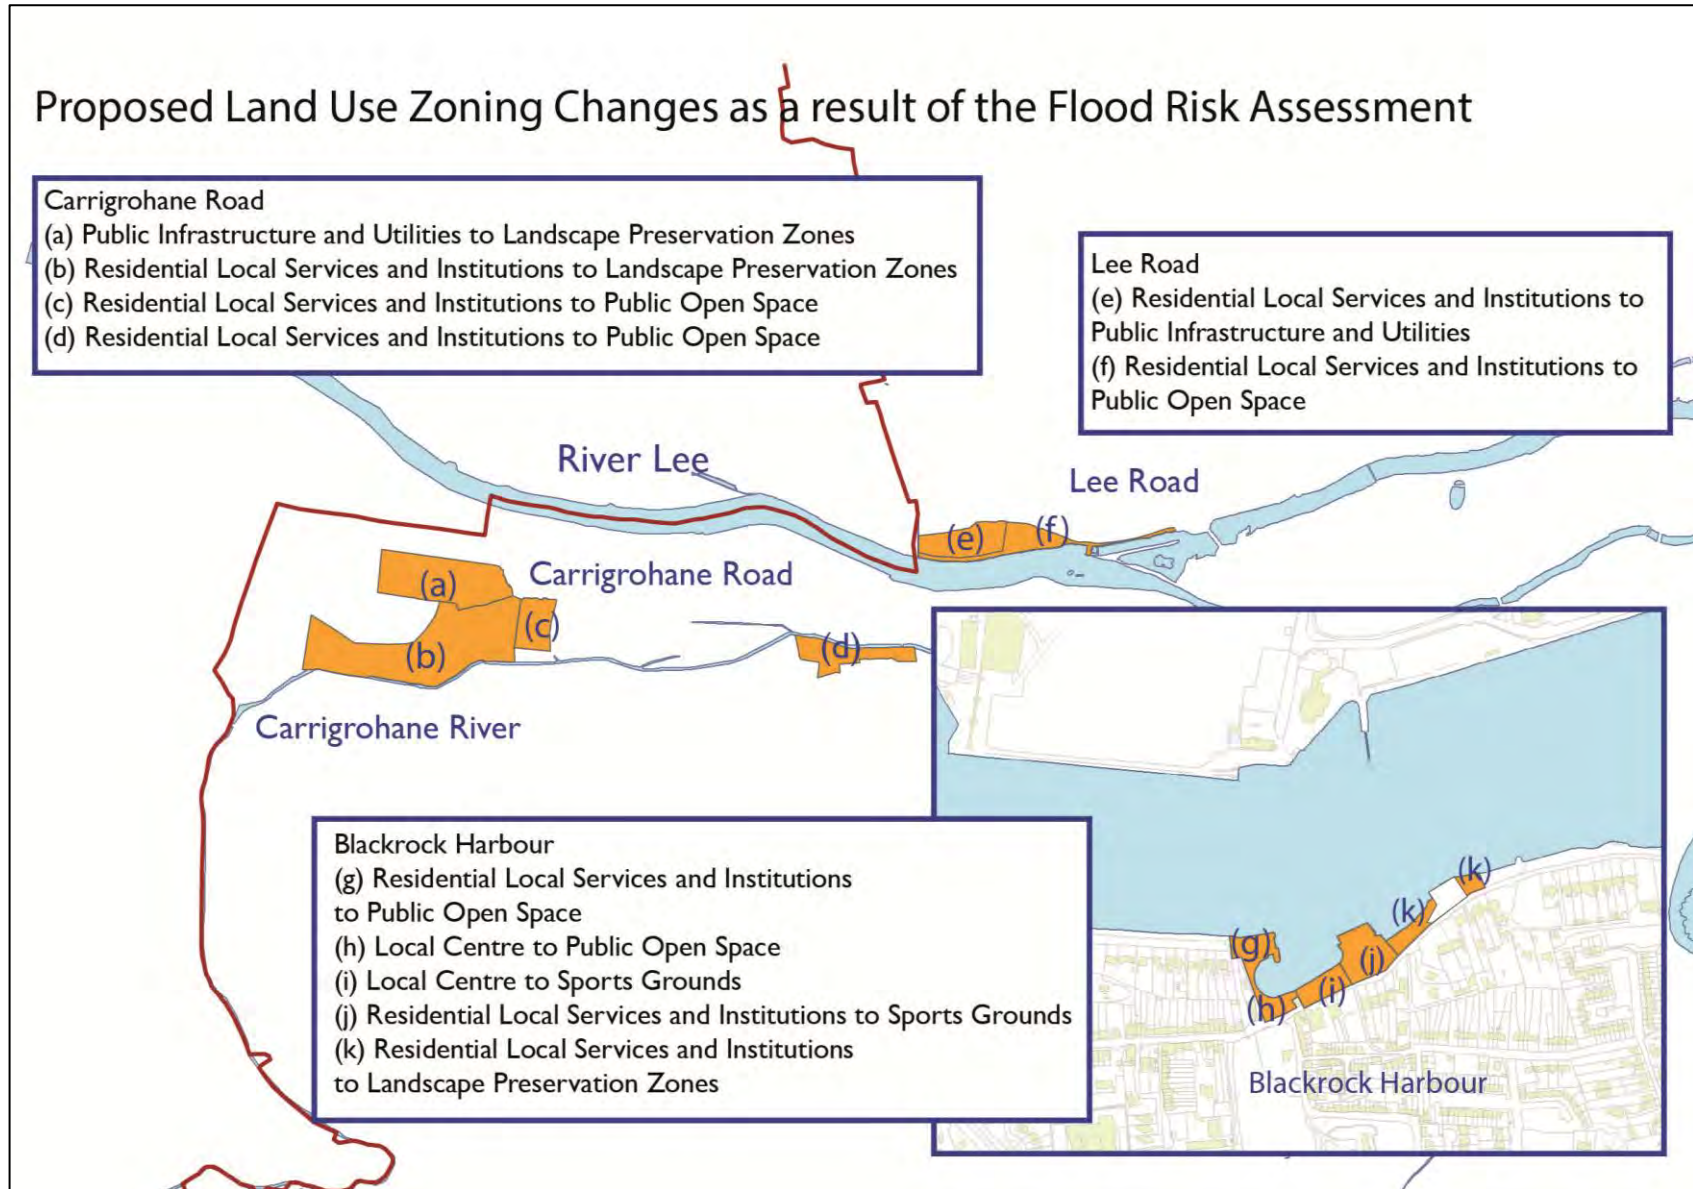 Proposed Land Use Zoning Changes as a result of the Flood Risk Assessment
Carrigrohane Road
(a) Public Infrastructure and Utilities to Landscape Preservation Zones
(b) Residential Local Services and Institutions to Landscape Preservation Zones
(c) Residential Local Services and Institutions to Public Open Space
(d) Residential Local Services and Institutions to Public Open Space
Lee Road
(e) Residential Local Services and Institutions to
Public Infrastructure and Utilities
(f) Residential Local Services and Institutions to
Public Open Space
River Lee
Lee Road
(e)
(f)
(a)
Carrigrohane Road
(c)
(b)
(d)
Carrigrohane River
Blackrock Harbour
(g) Residential Local Services and Institutions
to Public Open Space
(h) Local Centre to Public Open Space
(i) Local Centre to Sports Grounds
(j) Residential Local Services and Institutions to Sports Grounds
(k) Residential Local Services and Institutions
to Landscape Preservation Zones
(k)
(k)
(g)
(j)
(i)
(h)
Blackrock Harbour